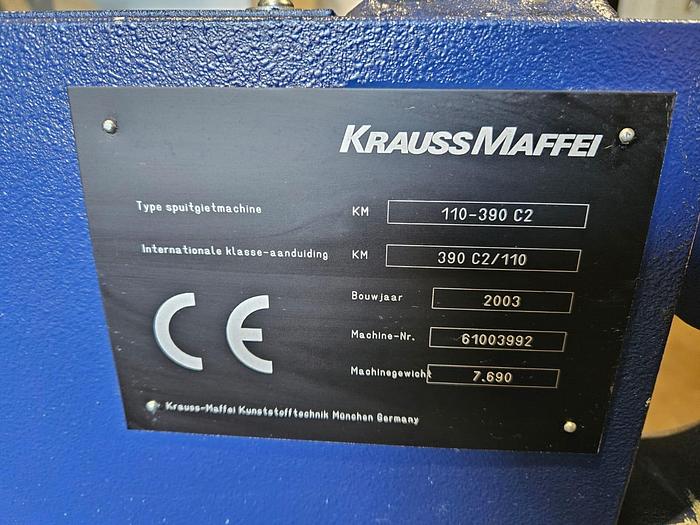 KRAUSSMAFFEI
Type spuitgietmachine KM 110-390 C2
Internationale klasse-aanduiding KM 390 C2/110
Bouwjaar 2003
Machine-Nr. 61003992
Machinegewicht 7.690
CE
Krauss-Maffei Kunststofftechnik München Germany